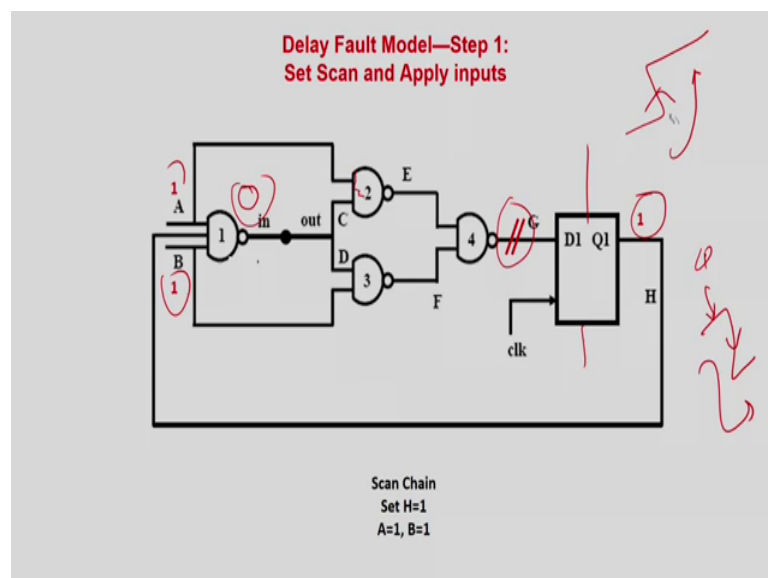 Delay Fault Model—Step 1:
Set Scan and Apply inputs
1
A
0
in
out
1
B
1
2
E
C
D
3
F
4
G
D1 Q1
1
H
clk
Scan Chain
Set H=1
A=1, B=1